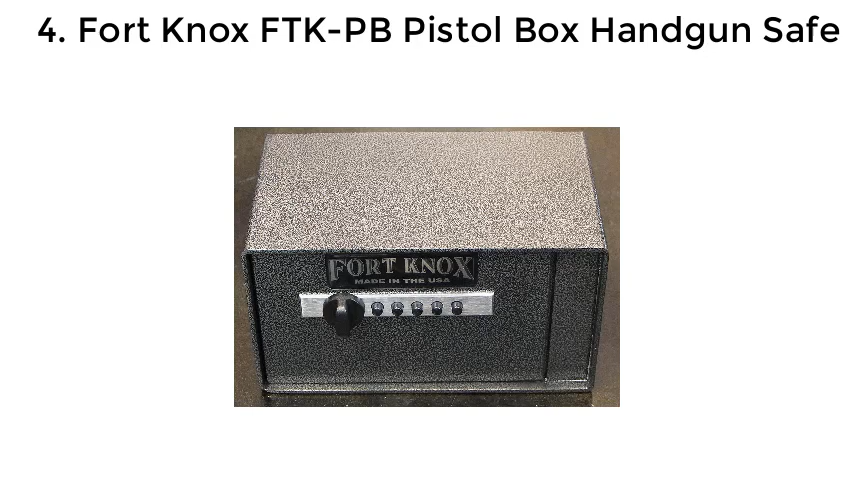 4. Fort Knox FTK-PB Pistol Box Handgun Safe
FORT KNOX
MADE IN THE USA